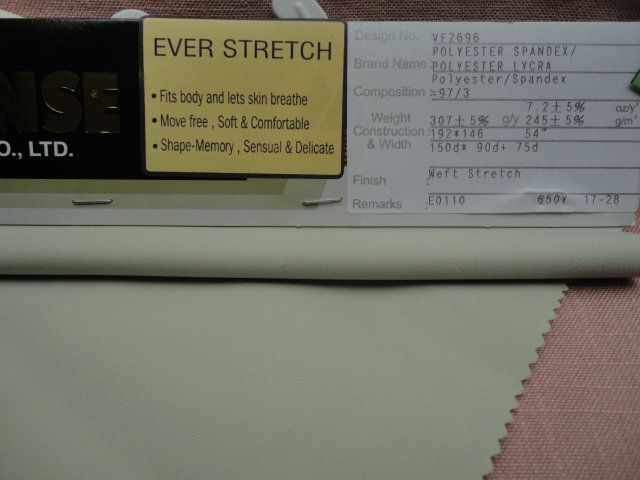 NSE
O., LTD.
EVER STRETCH
• Fits body and lets skin breathe
• Move free , Soft & Comfortable
• Shape-Memory , Sensual & Delicate
Design No. VF2696
POLYESTER SPANDEX/
Brand Name POLYESTER LYCRA
Polyester/Spandex
Composition =97/3
7.2±5% oz/y²
Weight 307±5% g/y 245±5% g/m²
Construction 192*146 54"
& Width 150d* 90d+ 75d
Finish Weft Stretch
Remarks E0110 650Y 17-28